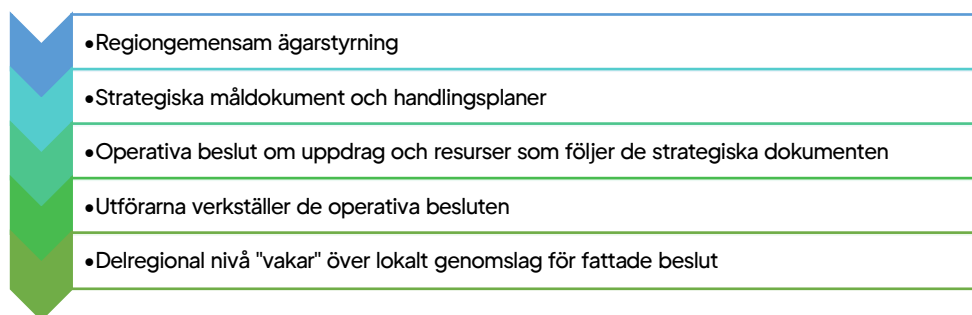 •Regiongemensam ägarstyrning
•Strategiska måldokument och handlingsplaner
•Operativa beslut om uppdrag och resurser som följer de strategiska dokumenten
•Utförarna verkställer de operativa besluten
•Delregional nivå "vakar" över lokalt genomslag för fattade beslut